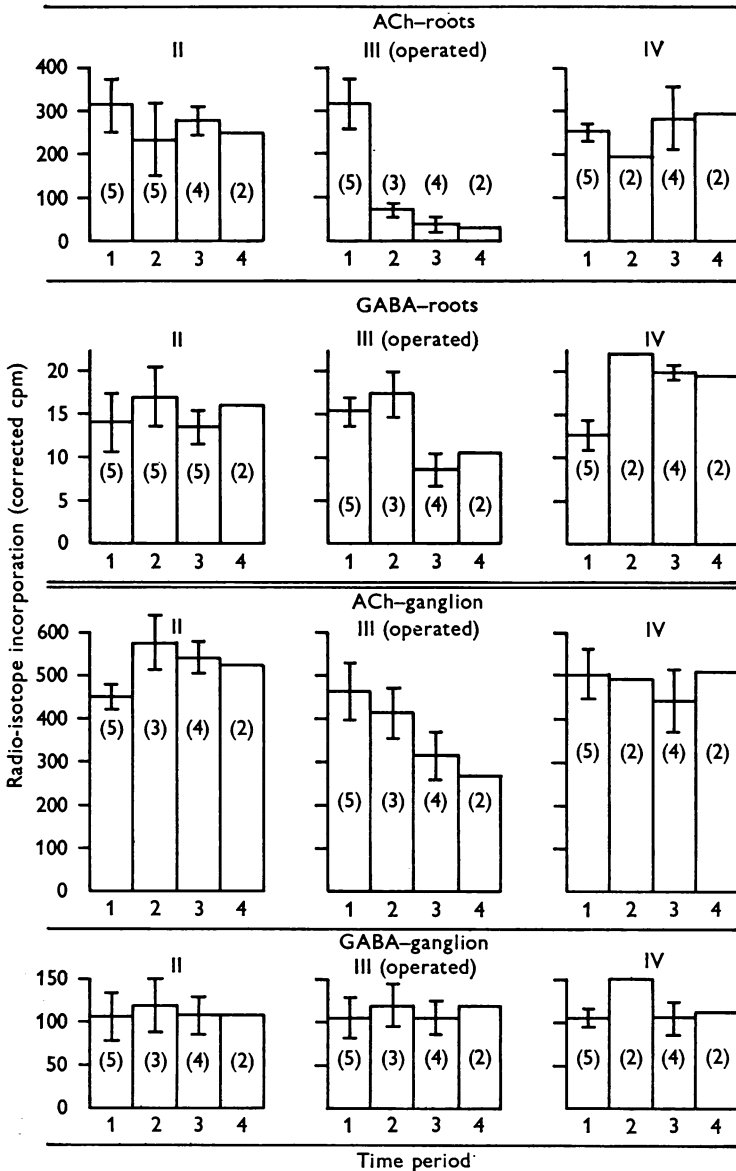 ACh–roots
II III (operated) IV
400
300
200
100
0
(5) (5) (4) (2)
(5) (3) (4) (2)
(5) (2) (4) (2)
1 2 3 4 1 2 3 4 1 2 3 4
GABA–roots
II III (operated) IV
20
15
10
5
0
(5) (5) (5) (2)
(5) (3) (4) (2)
(5) (2) (4) (2)
1 2 3 4 1 2 3 4 1 2 3 4
Radio-isotope incorporation (corrected cpm)
ACh–ganglion
II III (operated) IV
600
500
400
300
200
100
0
(5) (3) (4) (2)
(5) (3) (4) (2)
(5) (2) (4) (2)
1 2 3 4 1 2 3 4 1 2 3 4
GABA–ganglion
II III (operated) IV
150
100
50
0
(5) (3) (4) (2)
(5) (3) (4) (2)
(5) (2) (4) (2)
1 2 3 4 1 2 3 4 1 2 3 4
Time period